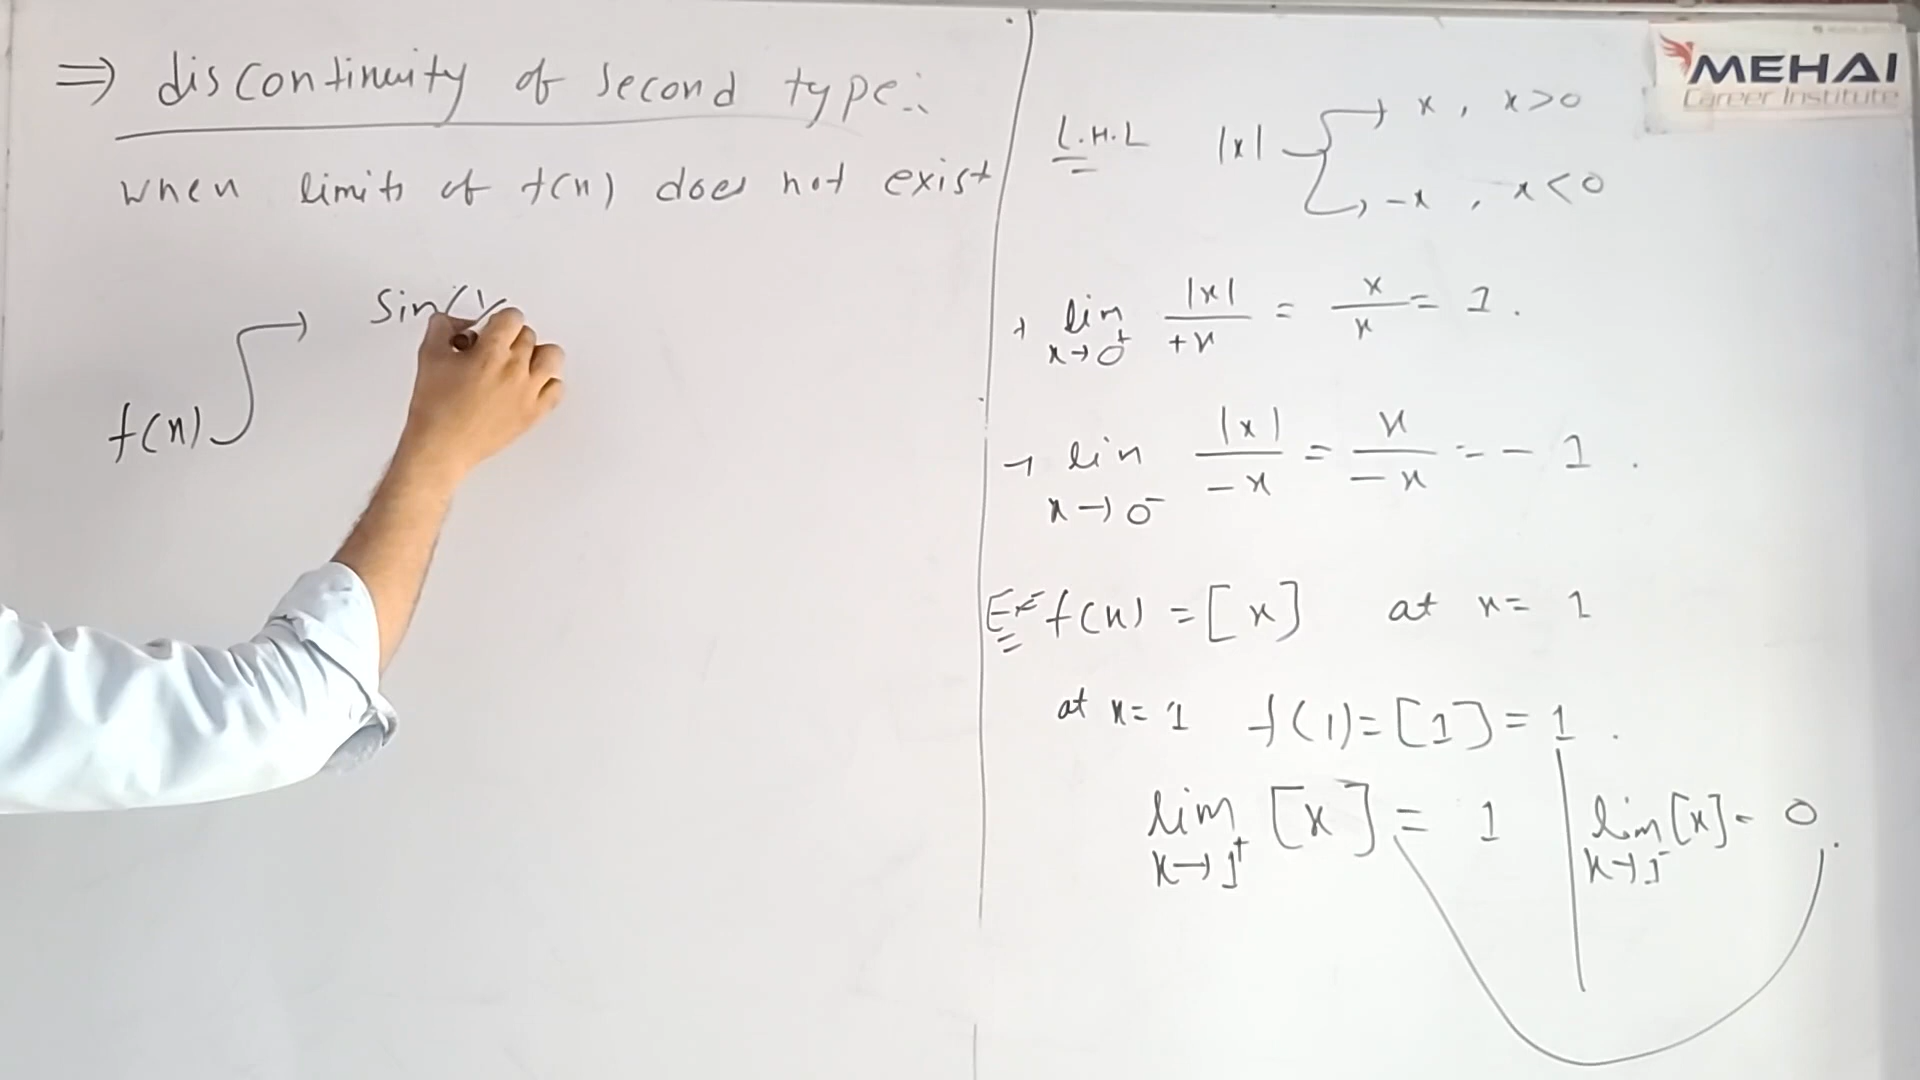 ⇒ discontinuity of second type:
when limits of f(x) does not exist
f(x) → sin(1/
MEHAI
Career Institute
L.H.L |x| → x, x>0
→ -x, x<0
→ lim x→0⁺ |x|/+x = x/x = 1.
→ lim x→0⁻ |x|/-x = x/-x = -1.
Ex f(x) = [x] at x = 1
at x = 1 f(1) = [1] = 1.
lim x→1⁺ [x] = 1 | lim x→1⁻ [x] = 0.